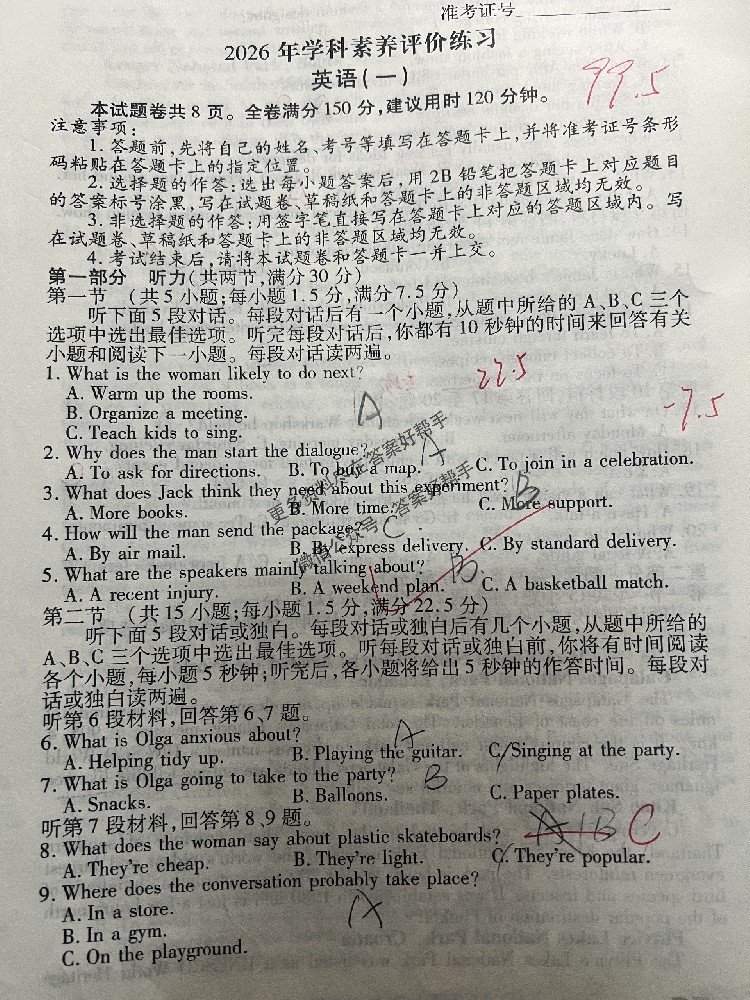 准考证号
2026 年学科素养评价练习
英语(一)
99.5
本试题卷共 8 页。全卷满分 150 分,建议用时 120 分钟。
注意事项:
1. 答题前,先将自己的姓名、考号等填写在答题卡上,并将准考证号条形
码粘贴在答题卡上的指定位置。
2. 选择题的作答:选出每小题答案后,用 2B 铅笔把答题卡上对应题目
的答案标号涂黑,写在试题卷、草稿纸和答题卡上的非答题区域均无效。
3. 非选择题的作答:用签字笔直接写在答题卡上对应的答题区域内。写
在试题卷、草稿纸和答题卡上的非答题区域均无效。
4. 考试结束后,请将本试题卷和答题卡一并上交。
第一部分 听力(共两节,满分 30 分)
第一节 (共 5 小题;每小题 1.5 分,满分 7.5 分)
听下面 5 段对话。每段对话后有一个小题,从题中所给的 A、B、C 三个
选项中选出最佳选项。听完每段对话后,你都有 10 秒钟的时间来回答有关
小题和阅读下一小题。每段对话读两遍。
1. What is the woman likely to do next?
22.5
A. Warm up the rooms.
B. Organize a meeting.
A
-7.5
C. Teach kids to sing.
2. Why does the man start the dialogue?
A
A. To ask for directions. B. To buy a map. C. To join in a celebration.
3. What does Jack think they need about this experiment?
B
A. More books. B. More time. C. More support.
4. How will the man send the package?
C
A. By air mail. B. By express delivery. C. By standard delivery.
5. What are the speakers mainly talking about?
B
A. A recent injury. B. A weekend plan. C. A basketball match.
更多资料尽在答案好帮手
微信公众号:答案好帮手
第二节 (共 15 小题;每小题 1.5 分,满分 22.5 分)
听下面 5 段对话或独白。每段对话或独白后有几个小题,从题中所给的
A、B、C 三个选项中选出最佳选项。听每段对话或独白前,你将有时间阅读
各个小题,每小题 5 秒钟;听完后,各小题将给出 5 秒钟的作答时间。每段对
话或独白读两遍。
听第 6 段材料,回答第 6、7 题。
6. What is Olga anxious about?
A
A. Helping tidy up. B. Playing the guitar. C. Singing at the party.
7. What is Olga going to take to the party?
B
A. Snacks. B. Balloons. C. Paper plates.
听第 7 段材料,回答第 8、9 题。
8. What does the woman say about plastic skateboards?
A B C
A. They're cheap. B. They're light. C. They're popular.
9. Where does the conversation probably take place?
A. In a store.
A
B. In a gym.
C. On the playground.